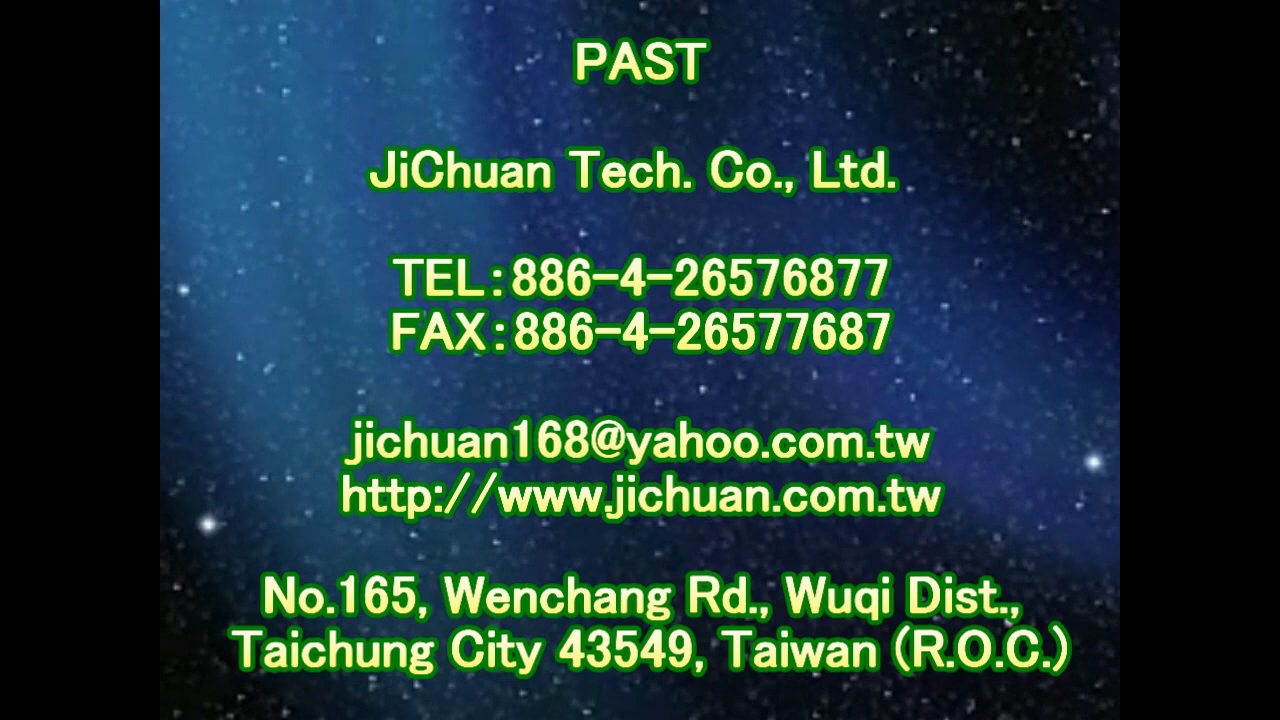 PAST
JiChuan Tech. Co., Ltd.
TEL:886-4-26576877
FAX:886-4-26577687
jichuan168@yahoo.com.tw
http://www.jichuan.com.tw
No.165, Wenchang Rd., Wuqi Dist.,
Taichung City 43549, Taiwan (R.O.C.)